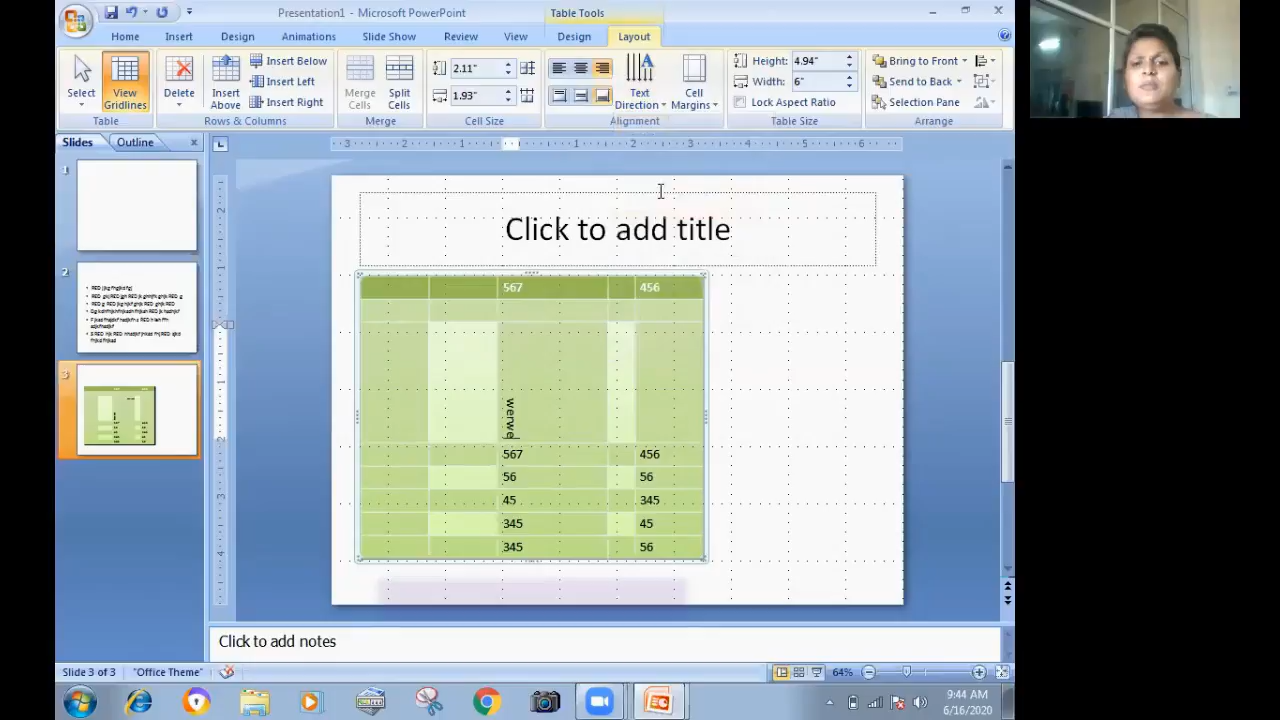 Presentation1 - Microsoft PowerPoint
Table Tools
Home Insert Design Animations Slide Show Review View Design Layout
Select
View Gridlines
Table
Delete
Insert Above
Insert Below
Insert Left
Insert Right
Rows & Columns
Merge Cells
Split Cells
Merge
2.11"
1.93"
Cell Size
Text Direction
Cell Margins
Alignment
Height: 4.94"
Width: 6"
Lock Aspect Ratio
Table Size
Bring to Front
Send to Back
Selection Pane
Arrange
Slides Outline
1
2
3
Click to add title
567 456
werwe
567 456
56 56
45 345
345 45
345 56
Click to add notes
Slide 3 of 3 "Office Theme" 64%
9:44 AM
6/16/2020